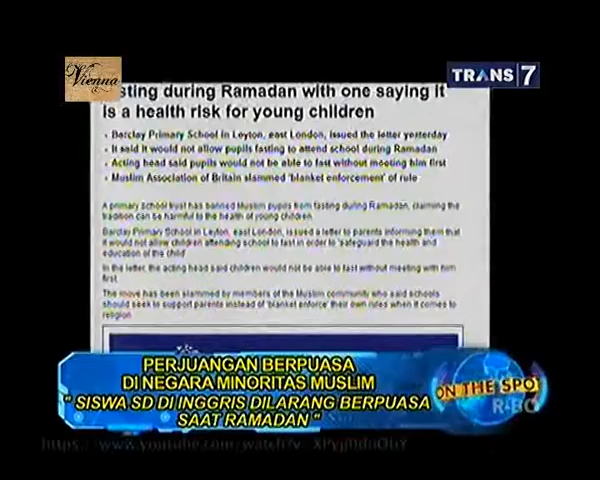 Vienna
TRANS 7
sting during Ramadan with one saying it
is a health risk for young children
Barclay Primary School in Leyton, east London, issued the letter yesterday
It said it would not allow pupils fasting to attend school during Ramadan
Acting head said pupils would not be able to fast without meeting him first
Muslim Association of Britain slammed 'blanket enforcement' of rule
A primary school trust has banned Muslim pupils from fasting during Ramadan, claiming the
tradition can be harmful to the health of young children.
Barclay Primary School in Leyton, east London, issued a letter to parents informing them that
it would not allow children attending school to fast in order to 'safeguard the health and
education of the child'
In the letter, the acting head said children would not be able to fast without meeting with him
first.
The move has been slammed by members of the Muslim community who said schools
should seek to support parents instead of 'blanket enforce' their own rules when it comes to
religion.
PERJUANGAN BERPUASA
DI NEGARA MINORITAS MUSLIM
" SISWA SD DI INGGRIS DILARANG BERPUASA
SAAT RAMADAN "
ON THE SPOT
R-BO